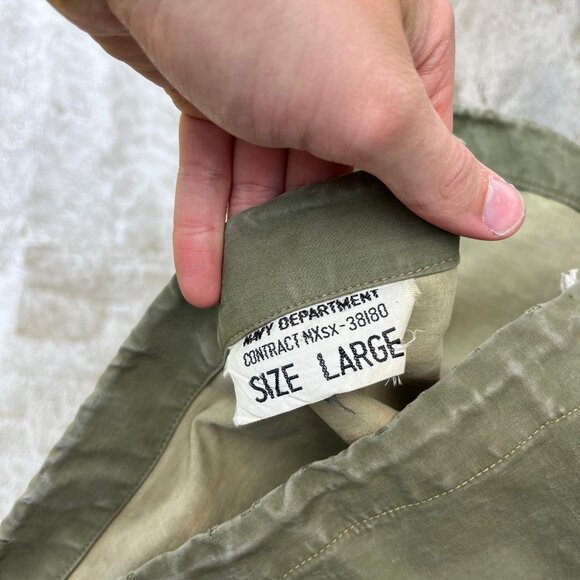 NAVY DEPARTMENT
CONTRACT NXSX-38180
SIZE LARGE